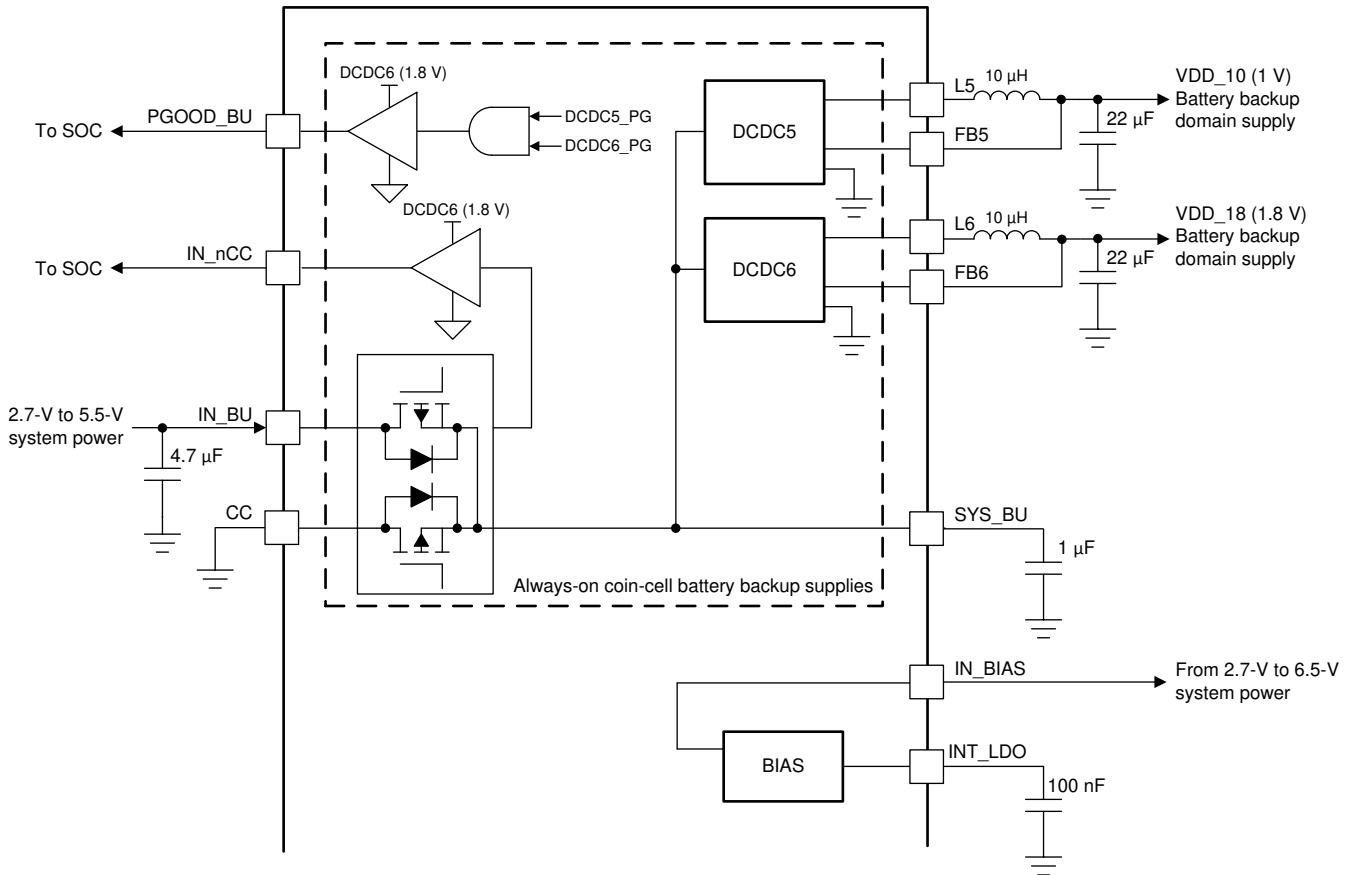 DCDC6 (1.8 V)
PGOOD_BU
To SOC
DCDC5_PG
DCDC6_PG
DCDC5
L5
10 µH
VDD_10 (1 V)
Battery backup
domain supply
22 µF
FB5
DCDC6 (1.8 V)
IN_nCC
To SOC
DCDC6
L6
10 µH
VDD_18 (1.8 V)
Battery backup
domain supply
22 µF
FB6
2.7-V to 5.5-V
system power
IN_BU
4.7 µF
CC
SYS_BU
1 µF
Always-on coin-cell battery backup supplies
IN_BIAS
From 2.7-V to 6.5-V
system power
BIAS
INT_LDO
100 nF